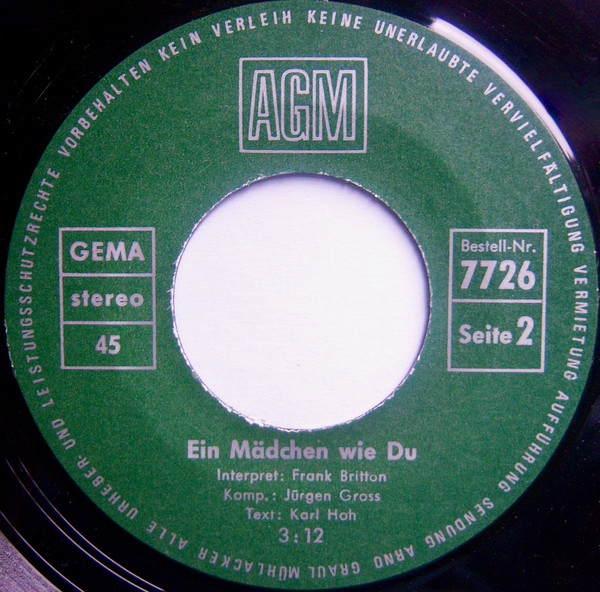 ARNO GRAUL MÜHLACKER ALLE URHEBER- UND LEISTUNGSSCHUTZRECHTE VORBEHALTEN KEIN VERLEIH KEINE UNERLAUBTE VERVIELFÄLTIGUNG VERMIETUNG AUFFÜHRUNG SENDUNG
AGM
GEMA
stereo
45
Bestell-Nr.
7726
Seite 2
Ein Mädchen wie Du
Interpret: Frank Britton
Komp.: Jürgen Gross
Text: Karl Hoh
3:12